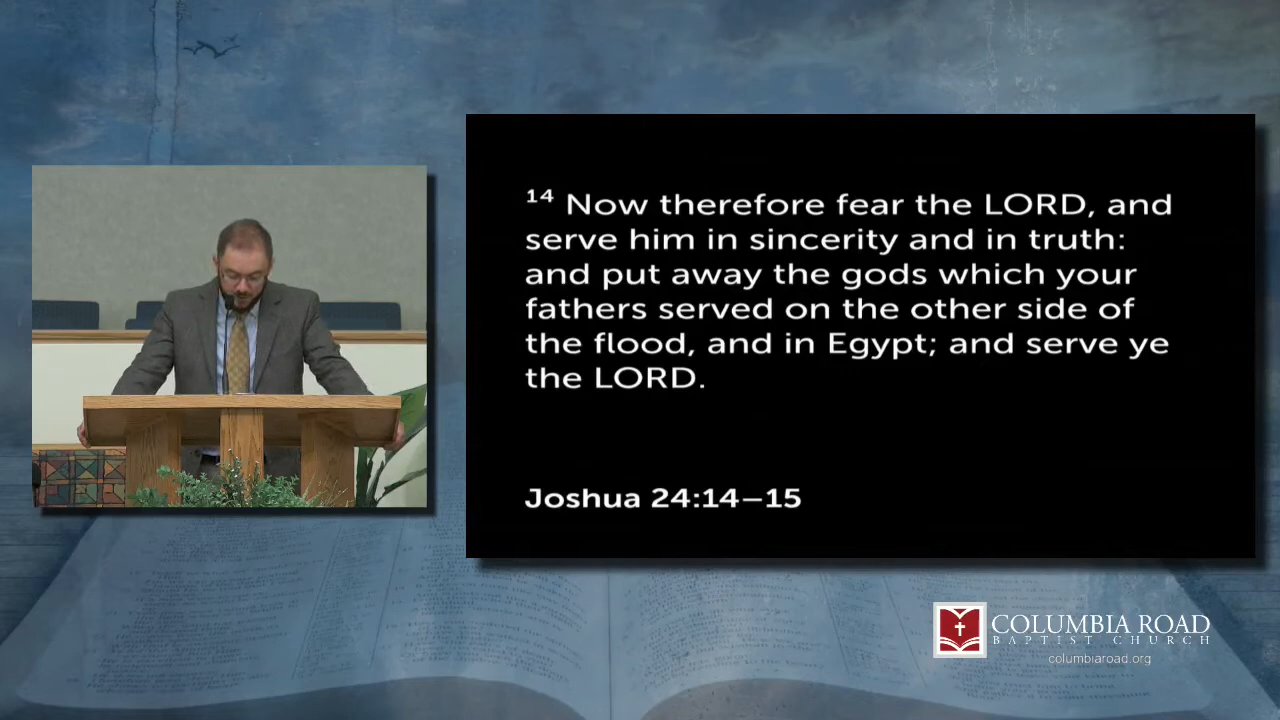 14 Now therefore fear the LORD, and
serve him in sincerity and in truth:
and put away the gods which your
fathers served on the other side of
the flood, and in Egypt; and serve ye
the LORD.
Joshua 24:14–15
COLUMBIA ROAD
BAPTIST CHURCH
columbiaroad.org